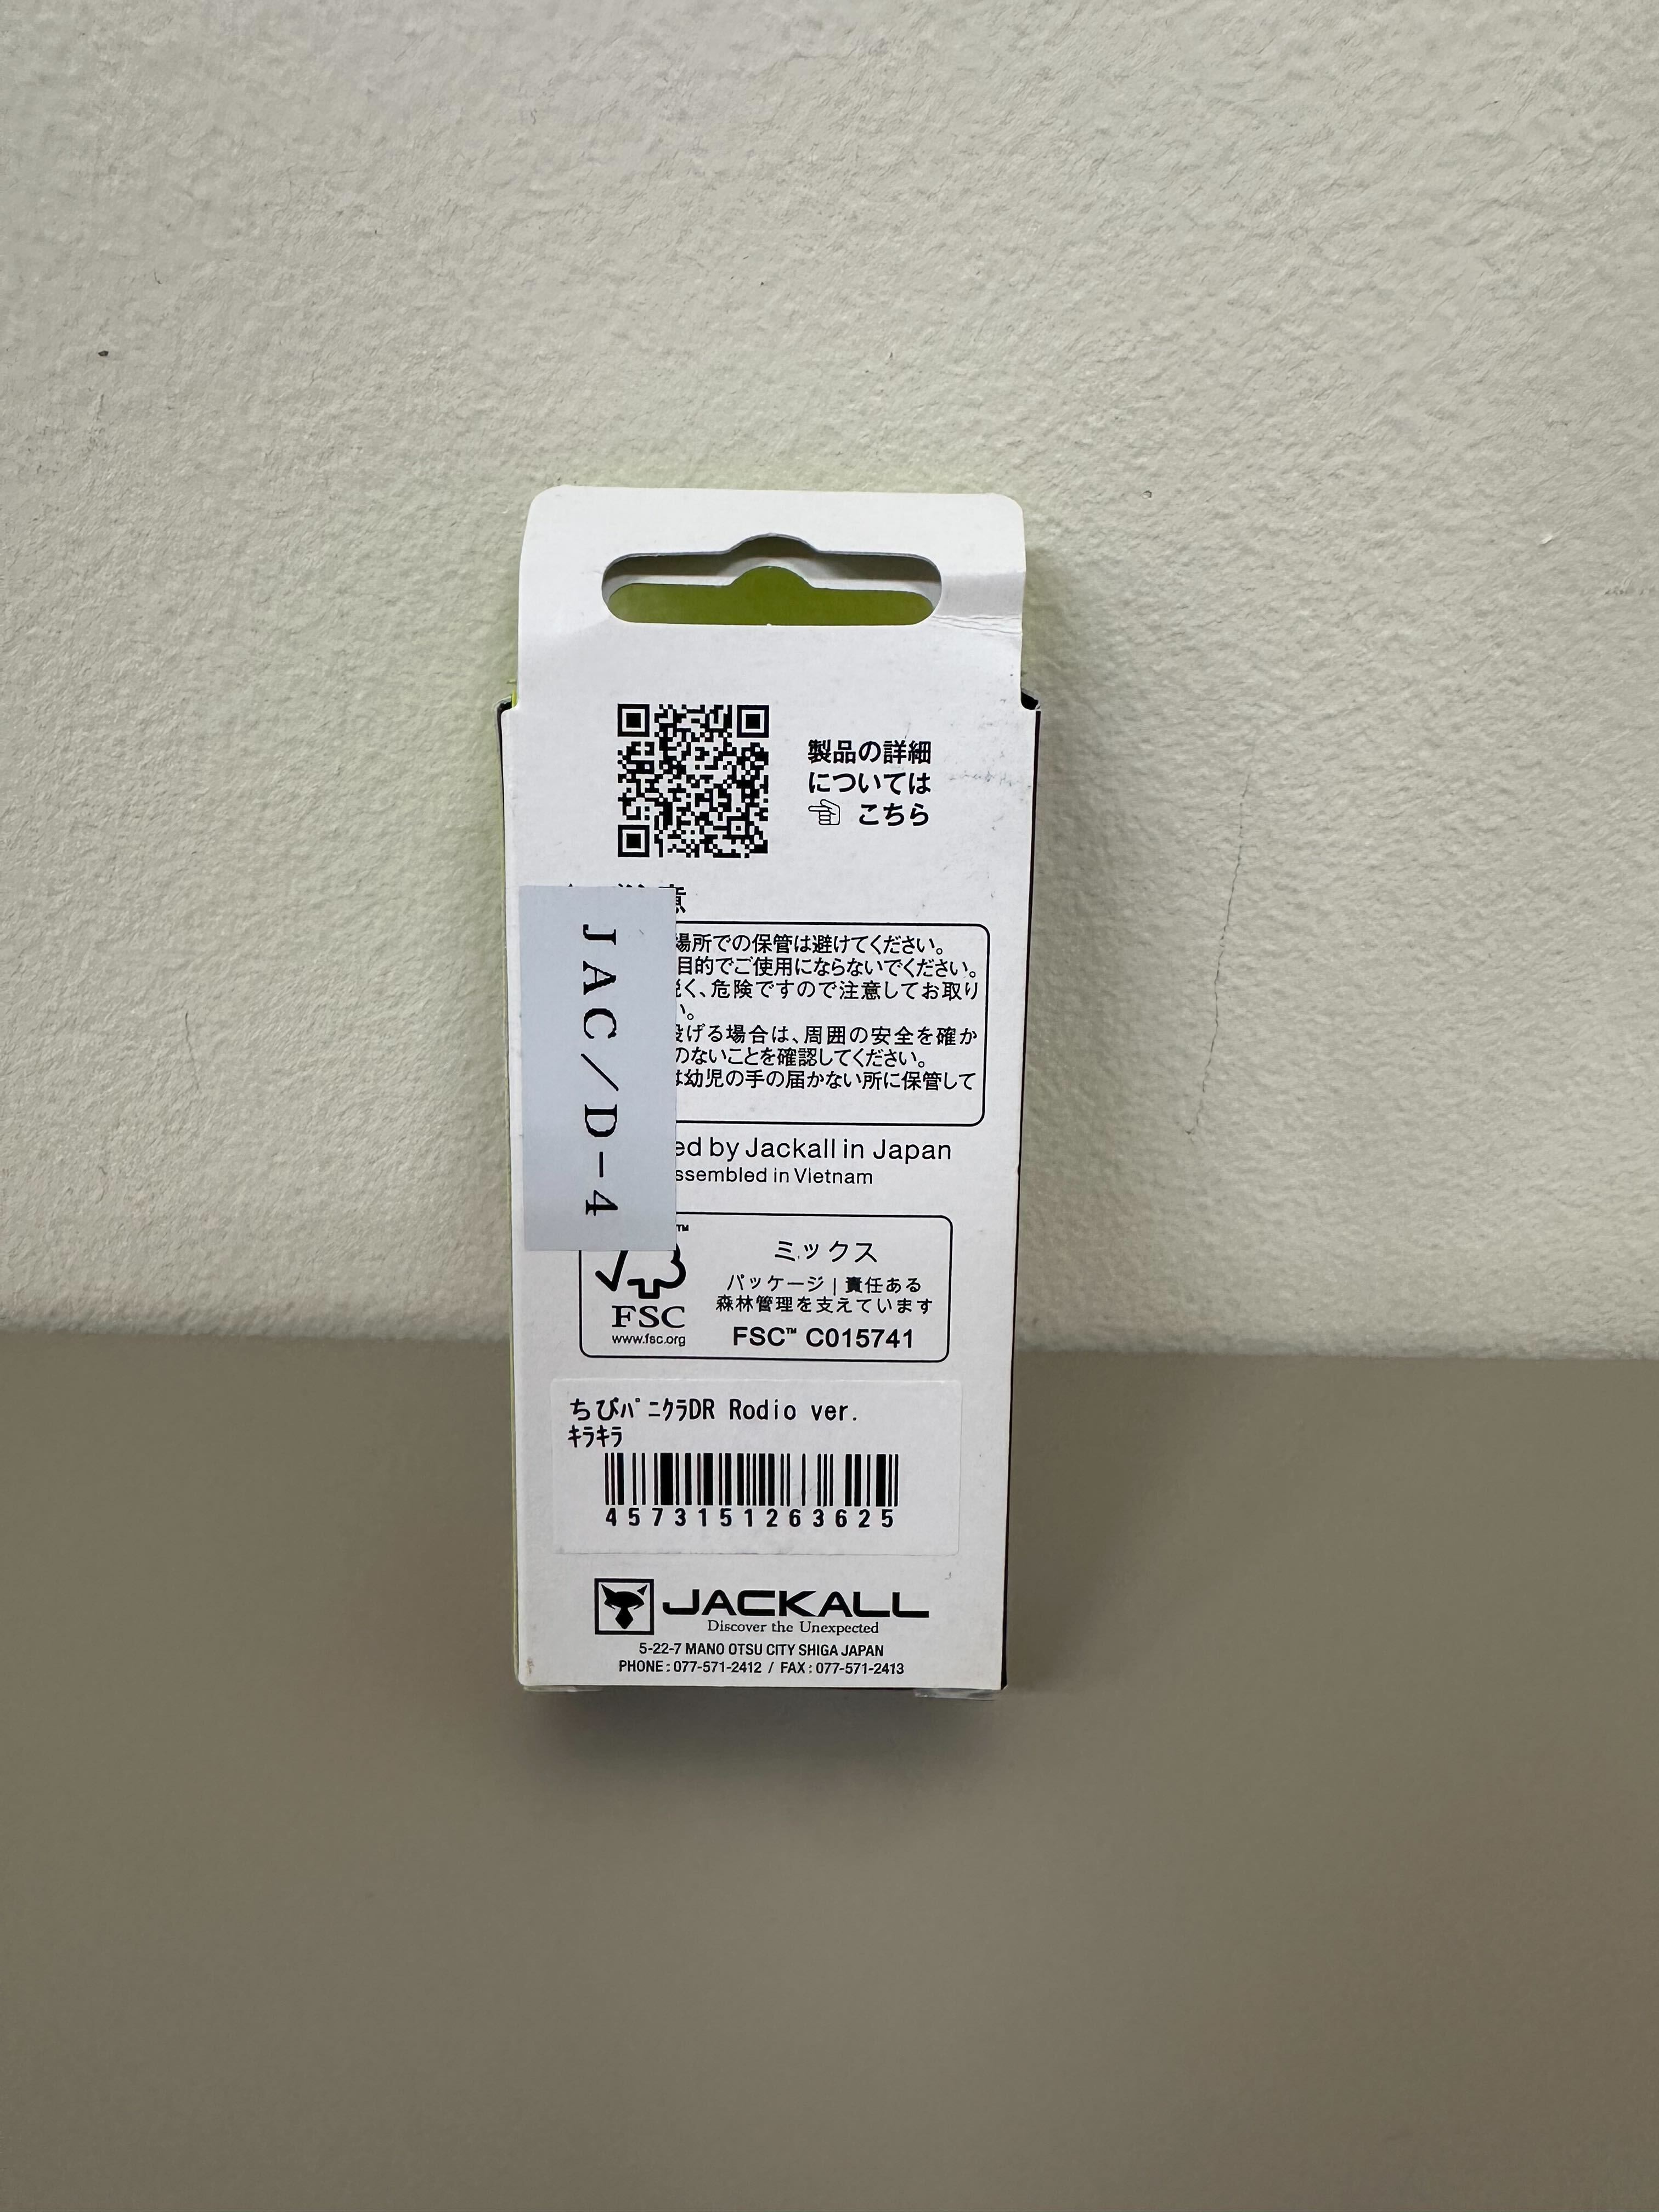 製品の詳細
については
こちら
意
場所での保管は避けてください。
目的でご使用にならないでください。
く、危険ですので注意してお取り
い。
投げる場合は、周囲の安全を確か
のないことを確認してください。
は幼児の手の届かない所に保管して
JAC/D-4
ed by Jackall in Japan
ssembled in Vietnam
ミックス
パッケージ | 責任ある
森林管理を支えています
FSC™ C015741
FSC
www.fsc.org
ちびﾊﾟﾆｸﾗDR Rodio ver.
ｷﾗｷﾗ
4573151263625
JACKALL
Discover the Unexpected
5-22-7 MANO OTSU CITY SHIGA JAPAN
PHONE : 077-571-2412 / FAX : 077-571-2413